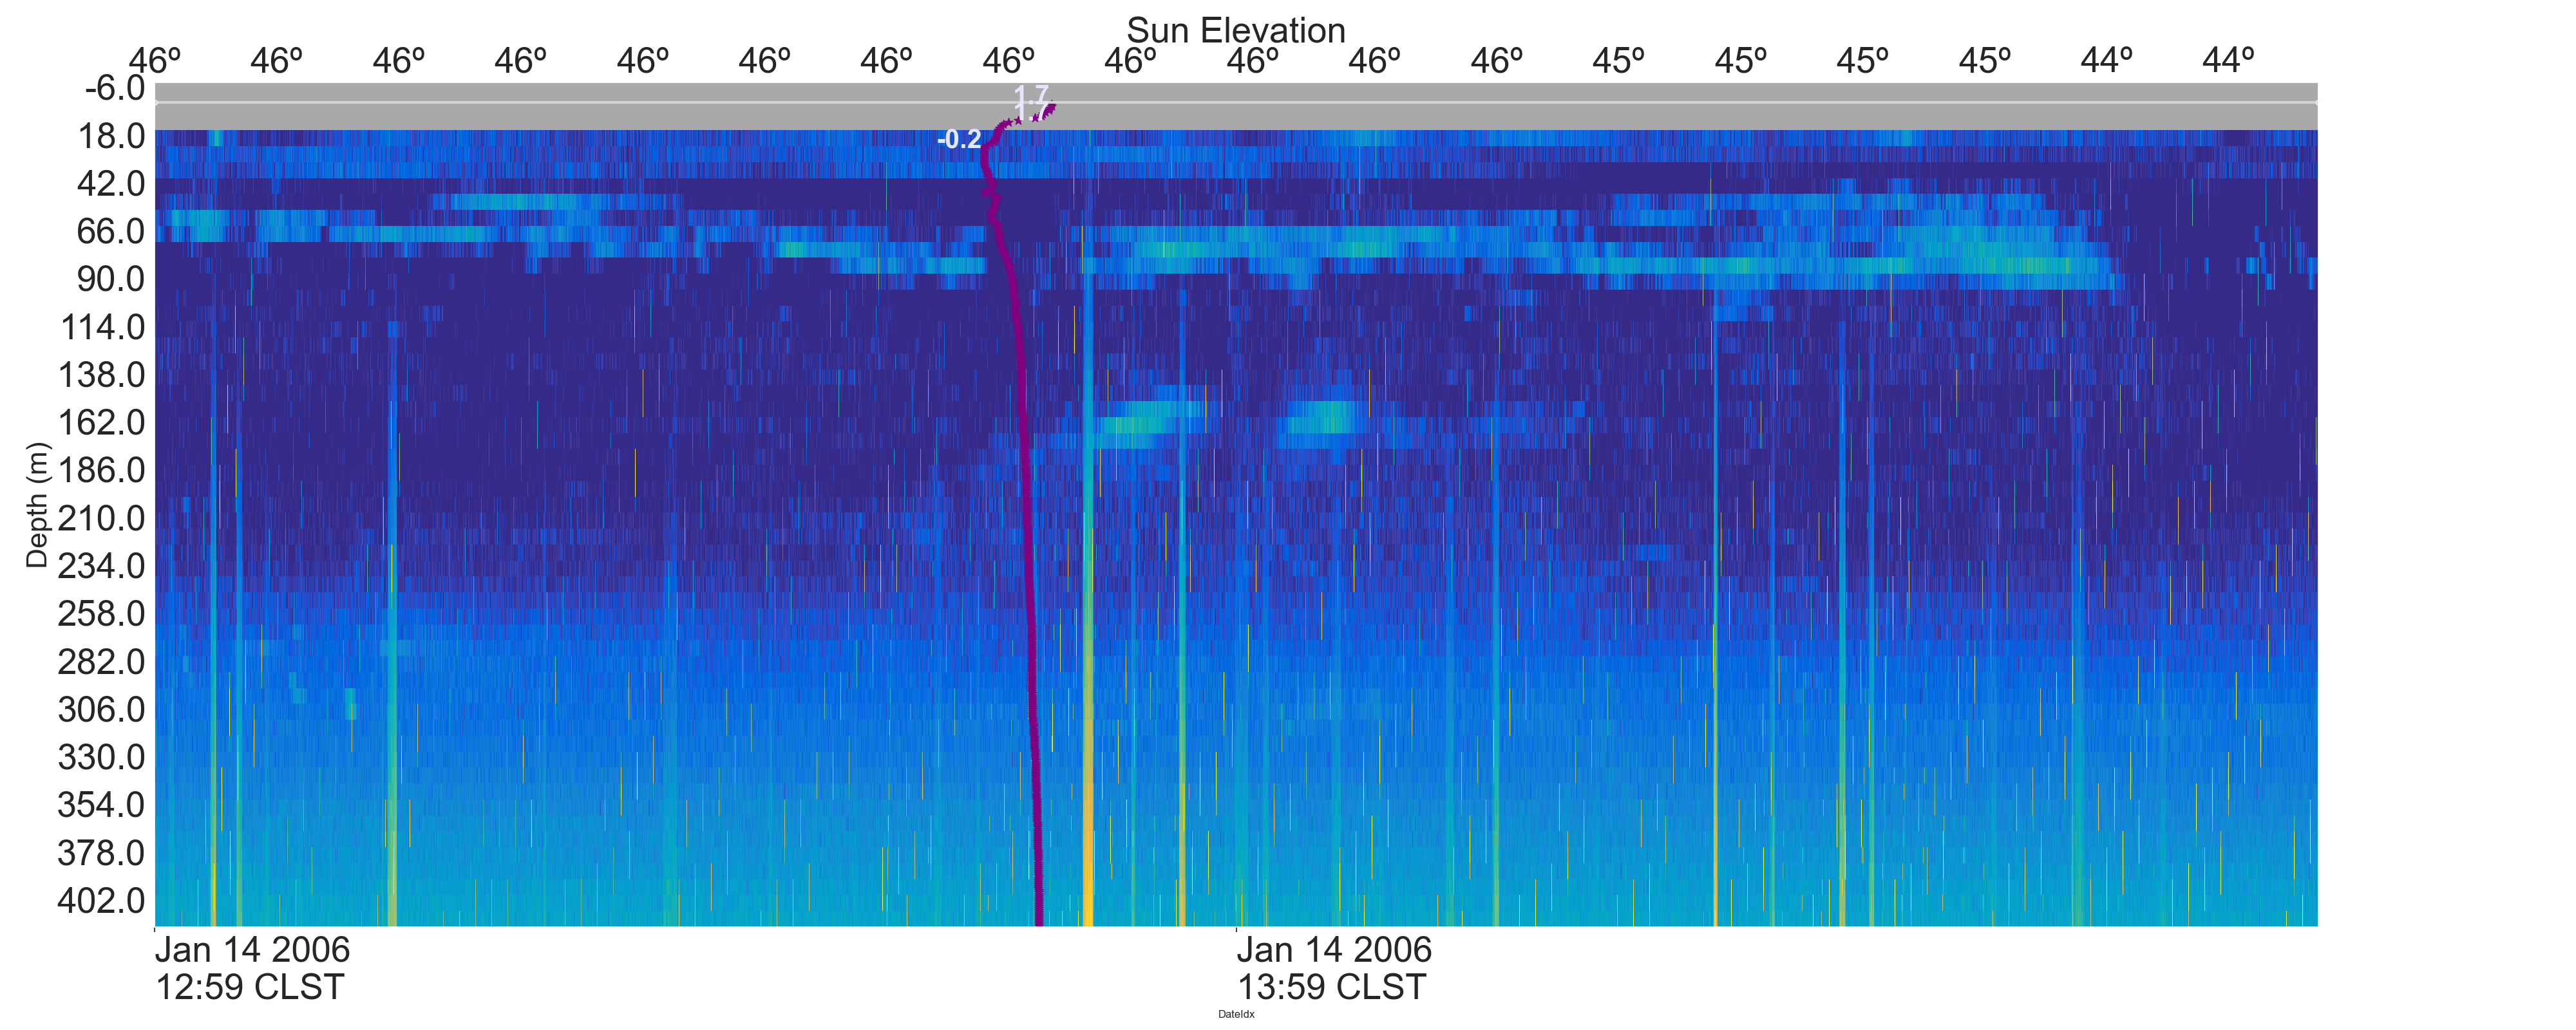 Sun Elevation
46º 46º 46º 46º 46º 46º 46º 46º 46º 46º 46º 46º 45º 45º 45º 45º 44º 44º
-6.0
18.0
42.0
66.0
90.0
114.0
138.0
162.0
186.0
210.0
234.0
258.0
282.0
306.0
330.0
354.0
378.0
402.0
Depth (m)
1.7
-0.2
Jan 14 2006
12:59 CLST
Jan 14 2006
13:59 CLST
DateIdx